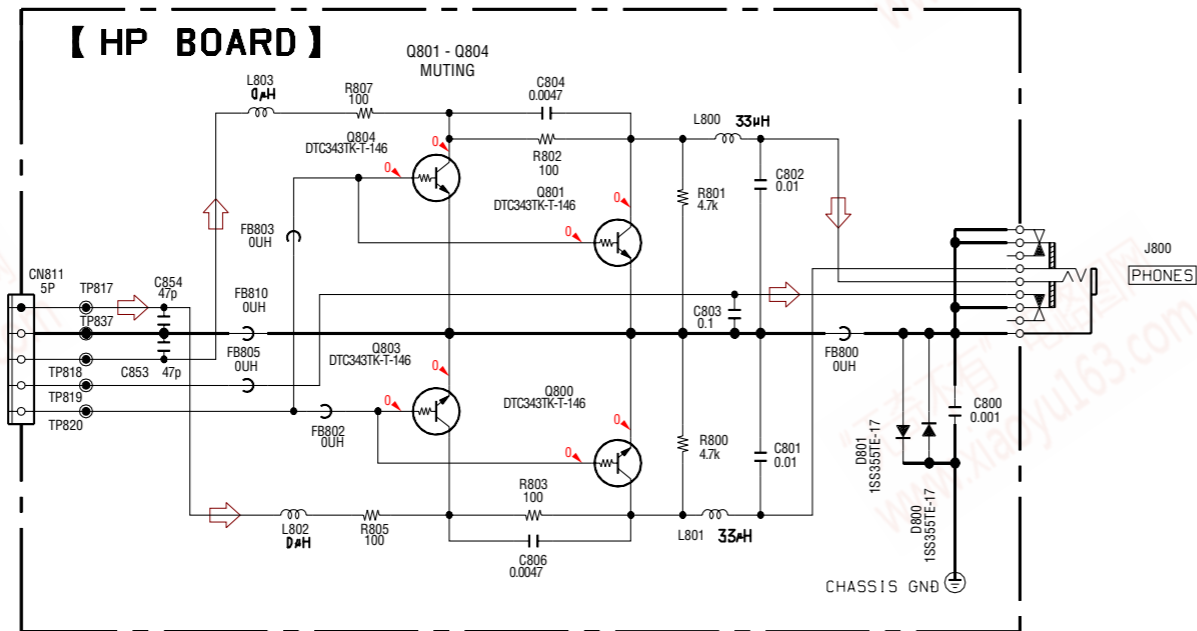 【 HP BOARD 】
Q801 - Q804
MUTING
L803
0μH
R807
100
C804
0.0047
Q804
DTC343TK-T-146
0
0
R802
100
L800 33μH
C802
0.01
R801
4.7k
Q801
DTC343TK-T-146
0
0
FB803
0UH
CN811
5P
TP817
C854
47p
FB810
0UH
TP837
C803
0.1
J800
PHONES
FB805
0UH
Q803
DTC343TK-T-146
FB800
0UH
TP818
C853 47p
0
0
TP819
TP820
FB802
0UH
Q800
DTC343TK-T-146
0
0
C800
0.001
R800
4.7k
C801
0.01
D801
1SS355TE-17
D800
1SS355TE-17
R803
100
L802
0μH
R805
100
C806
0.0047
L801 33μH
CHASSIS GND
www.xiaoyu163.com